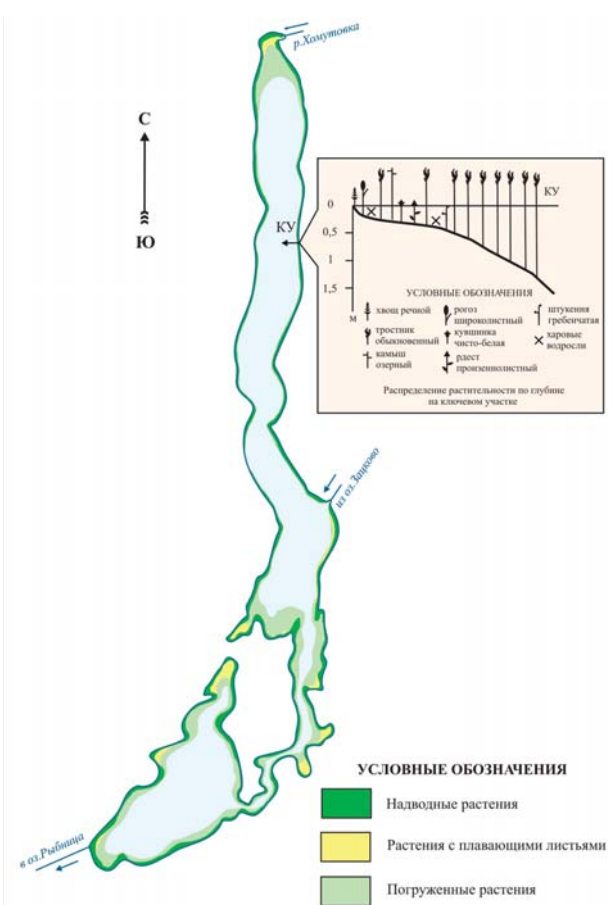 р.Хомутовка
С
Ю
КУ
КУ
0
0,5
1
1,5
м
УСЛОВНЫЕ ОБОЗНАЧЕНИЯ
хвощ речной
тростник
обыкновенный
камыш
озерный
рогоз
широколистный
кувшинка
чисто-белая
рдест
произеннолистный
штукения
гребенчатая
харовые
водросли
Распределение растительности по глубине
на ключевом участке
из оз.Зацково
в оз.Рыбница
УСЛОВНЫЕ ОБОЗНАЧЕНИЯ
Надводные растения
Растения с плавающими листьями
Погруженные растения